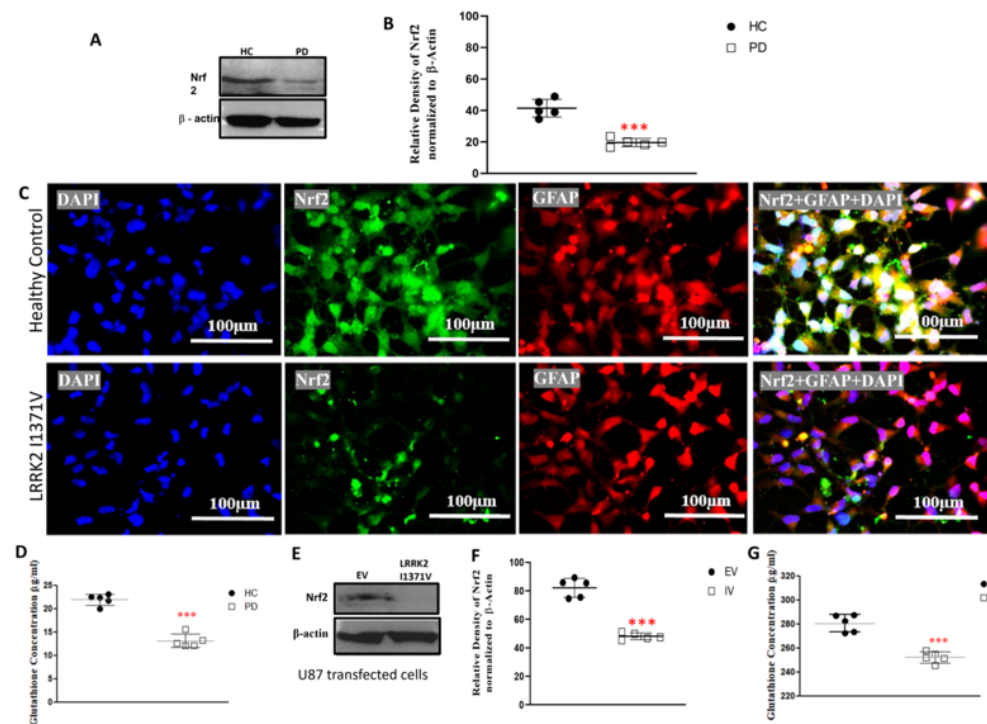 A
HC PD
Nrf
2
β - actin
B
Relative Density of Nrf2
normalized to β-Actin
100
80
60
40
20
0
***
HC
PD
C
Healthy Control
DAPI
100μm
Nrf2
100μm
GFAP
100μm
Nrf2+GFAP+DAPI
00μm
LRRK2 I1371V
DAPI
100μm
Nrf2
100μm
GFAP
100μm
Nrf2+GFAP+DAPI
100μm
D
Glutathione Concentration (μg/ml)
25
20
15
10
5
0
***
HC
PD
E
EV
LRRK2
I1371V
Nrf2
β-actin
U87 transfected cells
F
Relative Density of Nrf2
normalized to β-Actin
100
80
60
40
20
0
***
EV
IV
G
Glutathione Concentration (μg/ml)
300
280
260
240
220
***